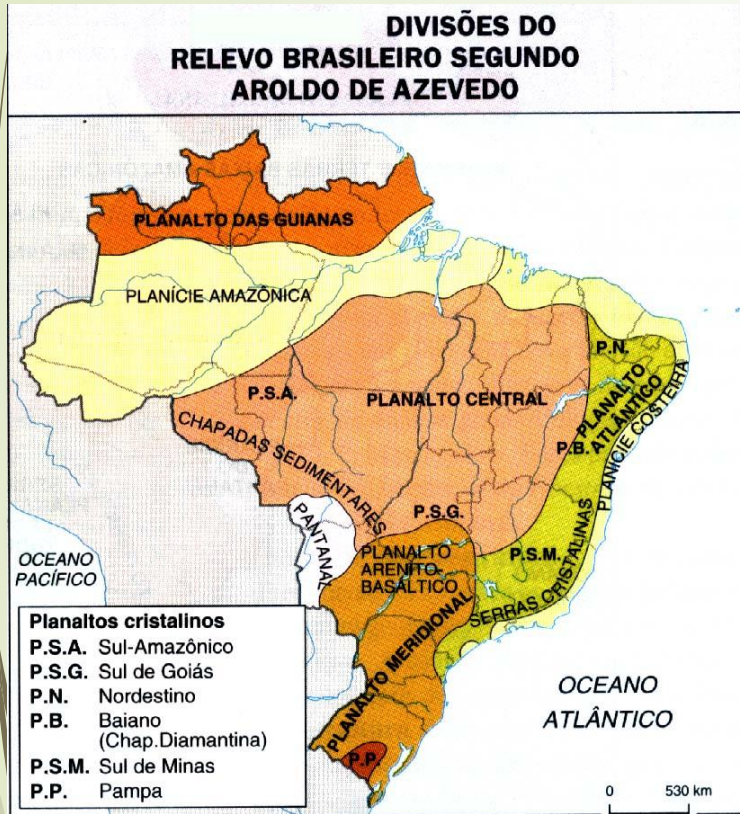 DIVISÕES DO
RELEVO BRASILEIRO SEGUNDO
AROLDO DE AZEVEDO
PLANALTO DAS GUIANAS
PLANÍCIE AMAZÔNICA
P.N.
P.S.A.
PLANALTO CENTRAL
PLANALTO
ATLÂNTICO
PLANÍCIE COSTEIRA
P.B.
CHAPADAS SEDIMENTARES
P.S.G.
PANTANAL
P.S.M.
PLANALTO
ARENITO-
BASÁLTICO
SERRAS CRISTALINAS
PLANALTO MERIDIONAL
P.P.
OCEANO
PACÍFICO
OCEANO
ATLÂNTICO
Planaltos cristalinos
P.S.A. Sul-Amazônico
P.S.G. Sul de Goiás
P.N. Nordestino
P.B. Baiano
(Chap.Diamantina)
P.S.M. Sul de Minas
P.P. Pampa
0 530 km